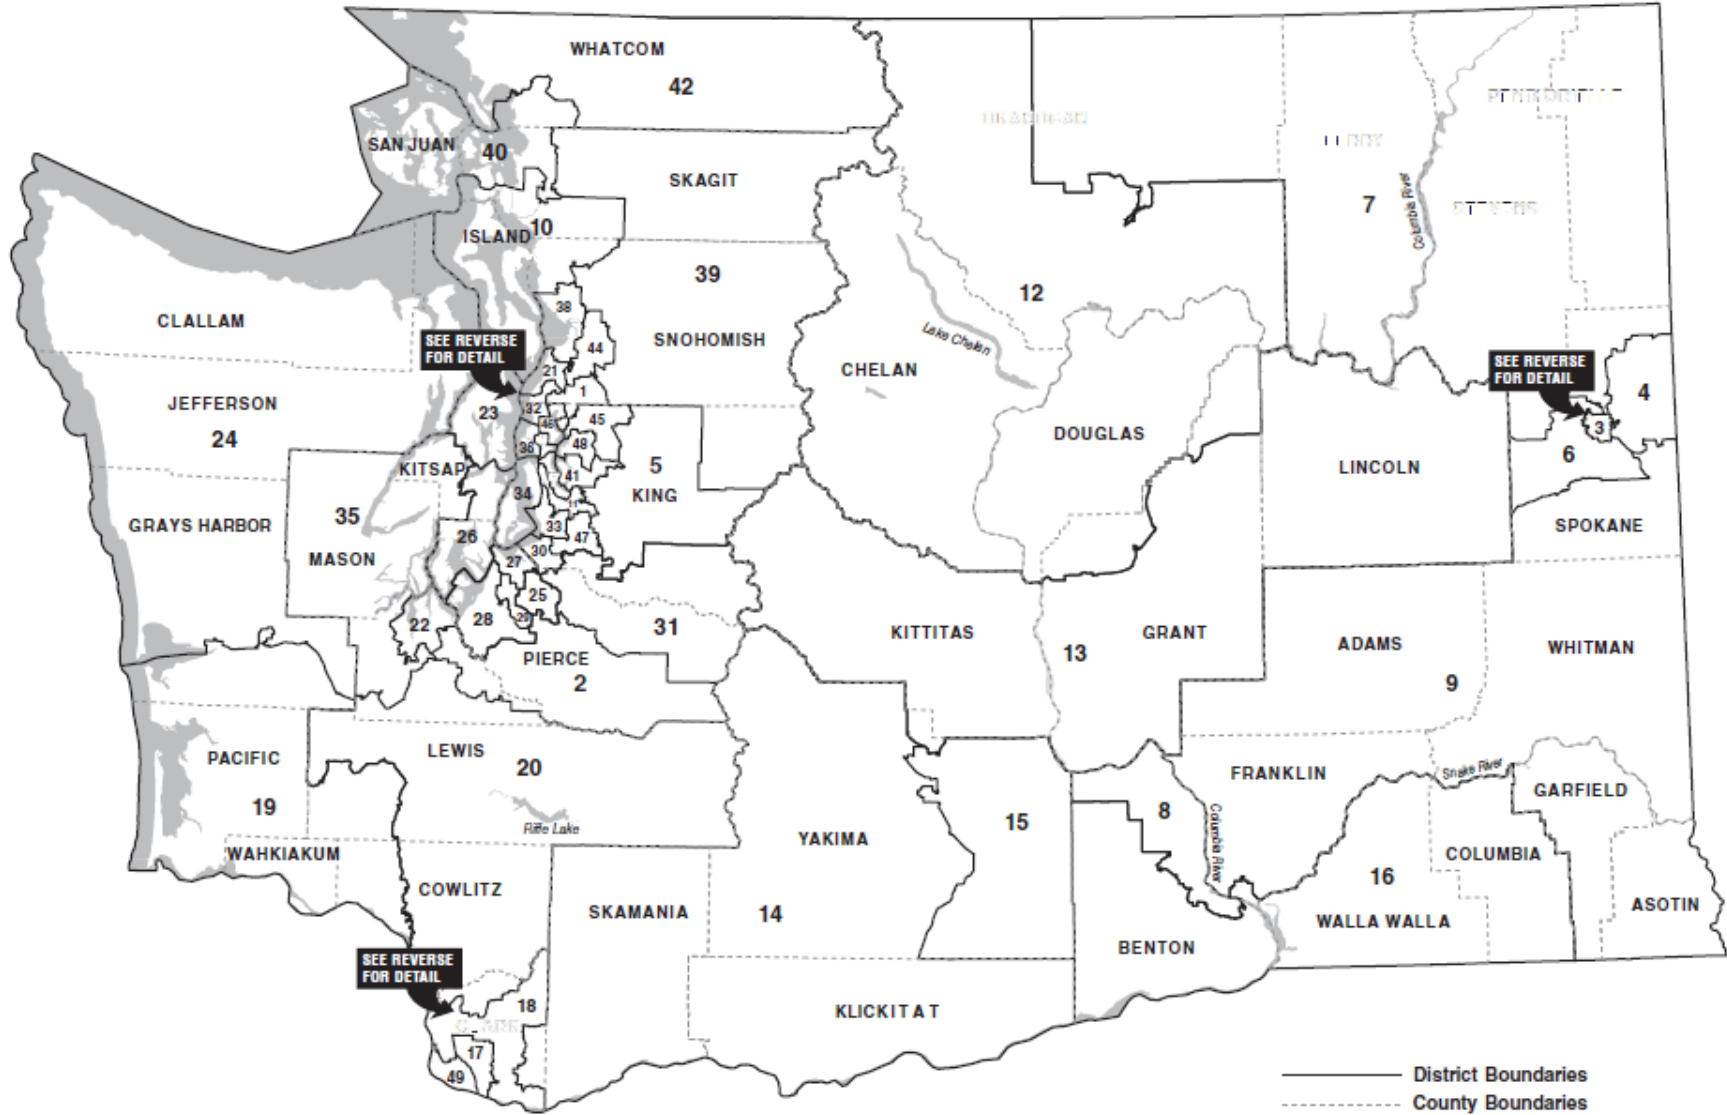 WHATCOM
42
SAN JUAN
40
SKAGIT
7
Columbia River
ISLAND
10
39
12
38
CLALLAM
SNOHOMISH
SEE REVERSE
FOR DETAIL
44
Lake Chelan
21
CHELAN
SEE REVERSE
FOR DETAIL
4
1
JEFFERSON
24
23
32
45
46
48
36
3
DOUGLAS
6
LINCOLN
KITSAP
5
KING
41
34
35
GRAYS HARBOR
33
47
SPOKANE
26
MASON
30
27
25
22
28
29
31
KITTITAS
GRANT
13
ADAMS
WHITMAN
PIERCE
2
9
PACIFIC
LEWIS
20
FRANKLIN
Snake River
GARFIELD
19
Riffe Lake
15
8
Columbia River
YAKIMA
WAHKIAKUM
COLUMBIA
COWLITZ
16
SKAMANIA
14
WALLA WALLA
ASOTIN
BENTON
SEE REVERSE
FOR DETAIL
18
KLICKITAT
17
49
District Boundaries
County Boundaries